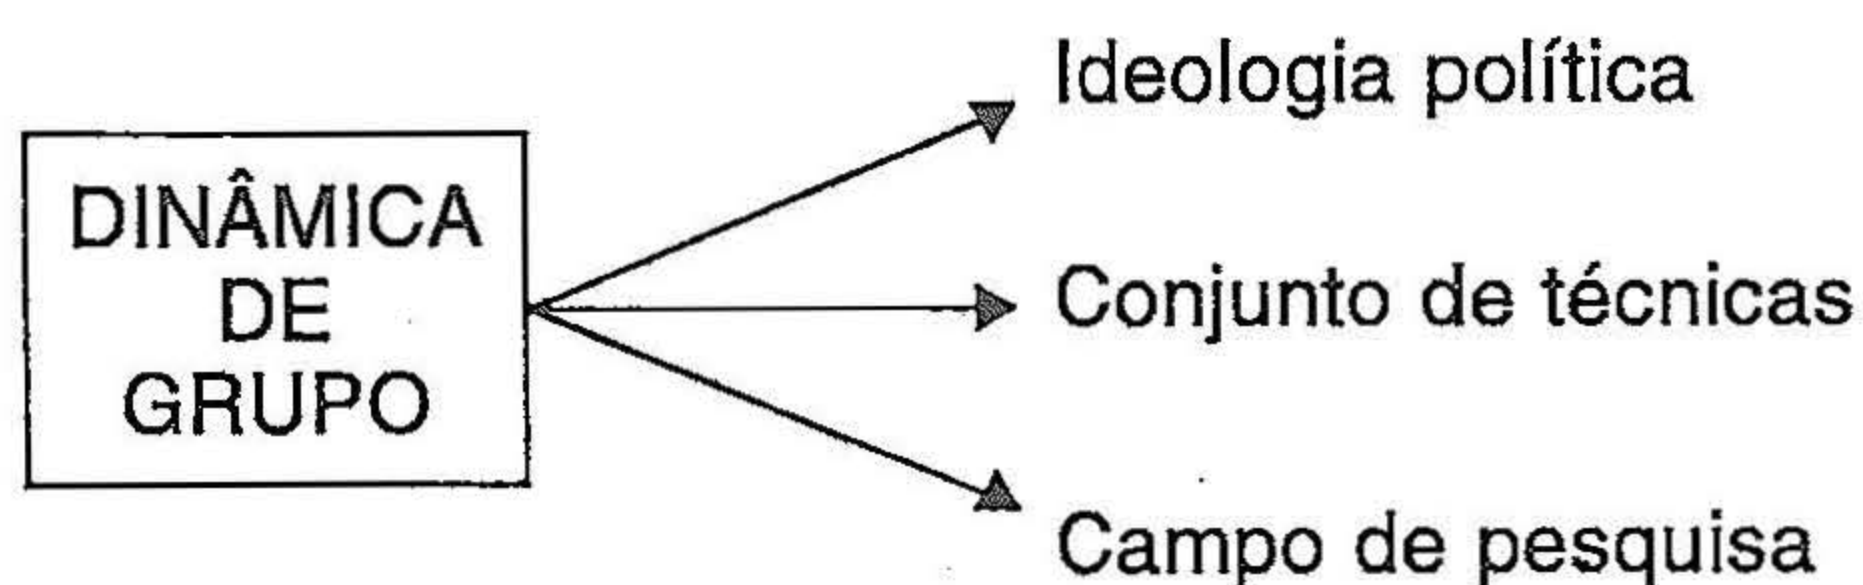 DINÂMICA
DE
GRUPO
Ideologia política
Conjunto de técnicas
Campo de pesquisa